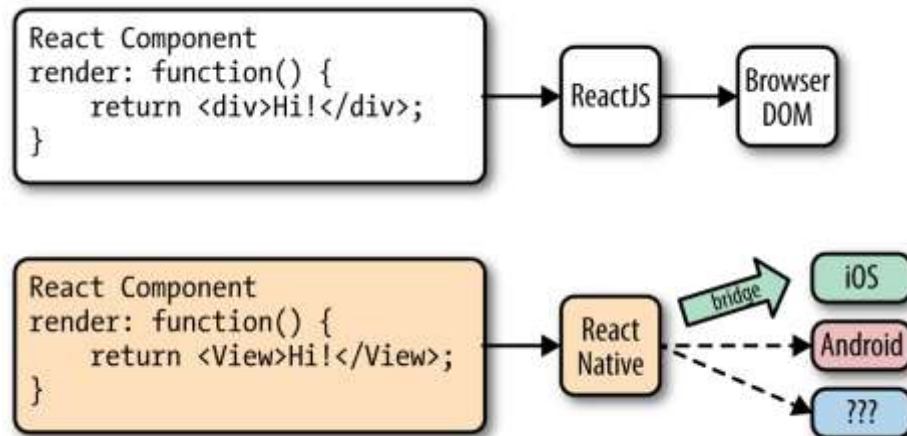 React Component
render: function() {
    return <div>Hi!</div>;
}
ReactJS
Browser
DOM
React Component
render: function() {
    return <View>Hi!</View>;
}
React
Native
bridge
iOS
Android
???